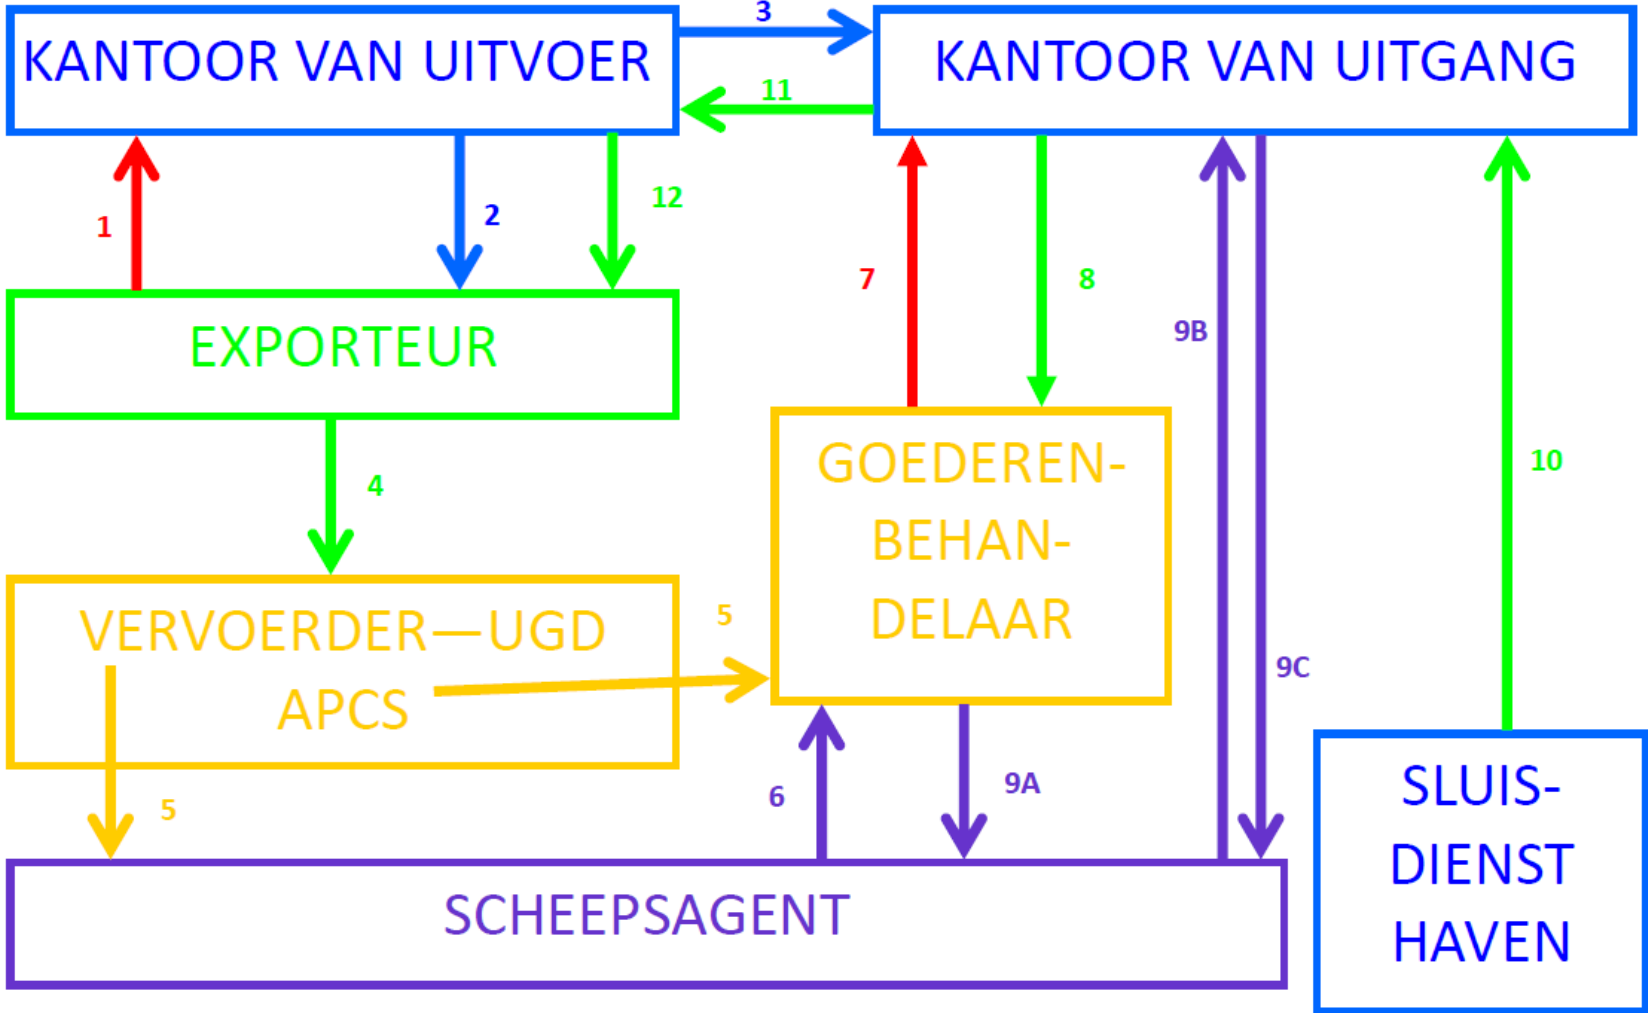 KANTOOR VAN UITVOER
3
KANTOOR VAN UITGANG
11
1
2
12
7
8
9B
10
EXPORTEUR
4
GOEDEREN-
BEHAN-
DELAAR
VERVOERDER—UGD
APCS
5
5
6
9A
9C
SCHEEPSAGENT
SLUIS-
DIENST
HAVEN